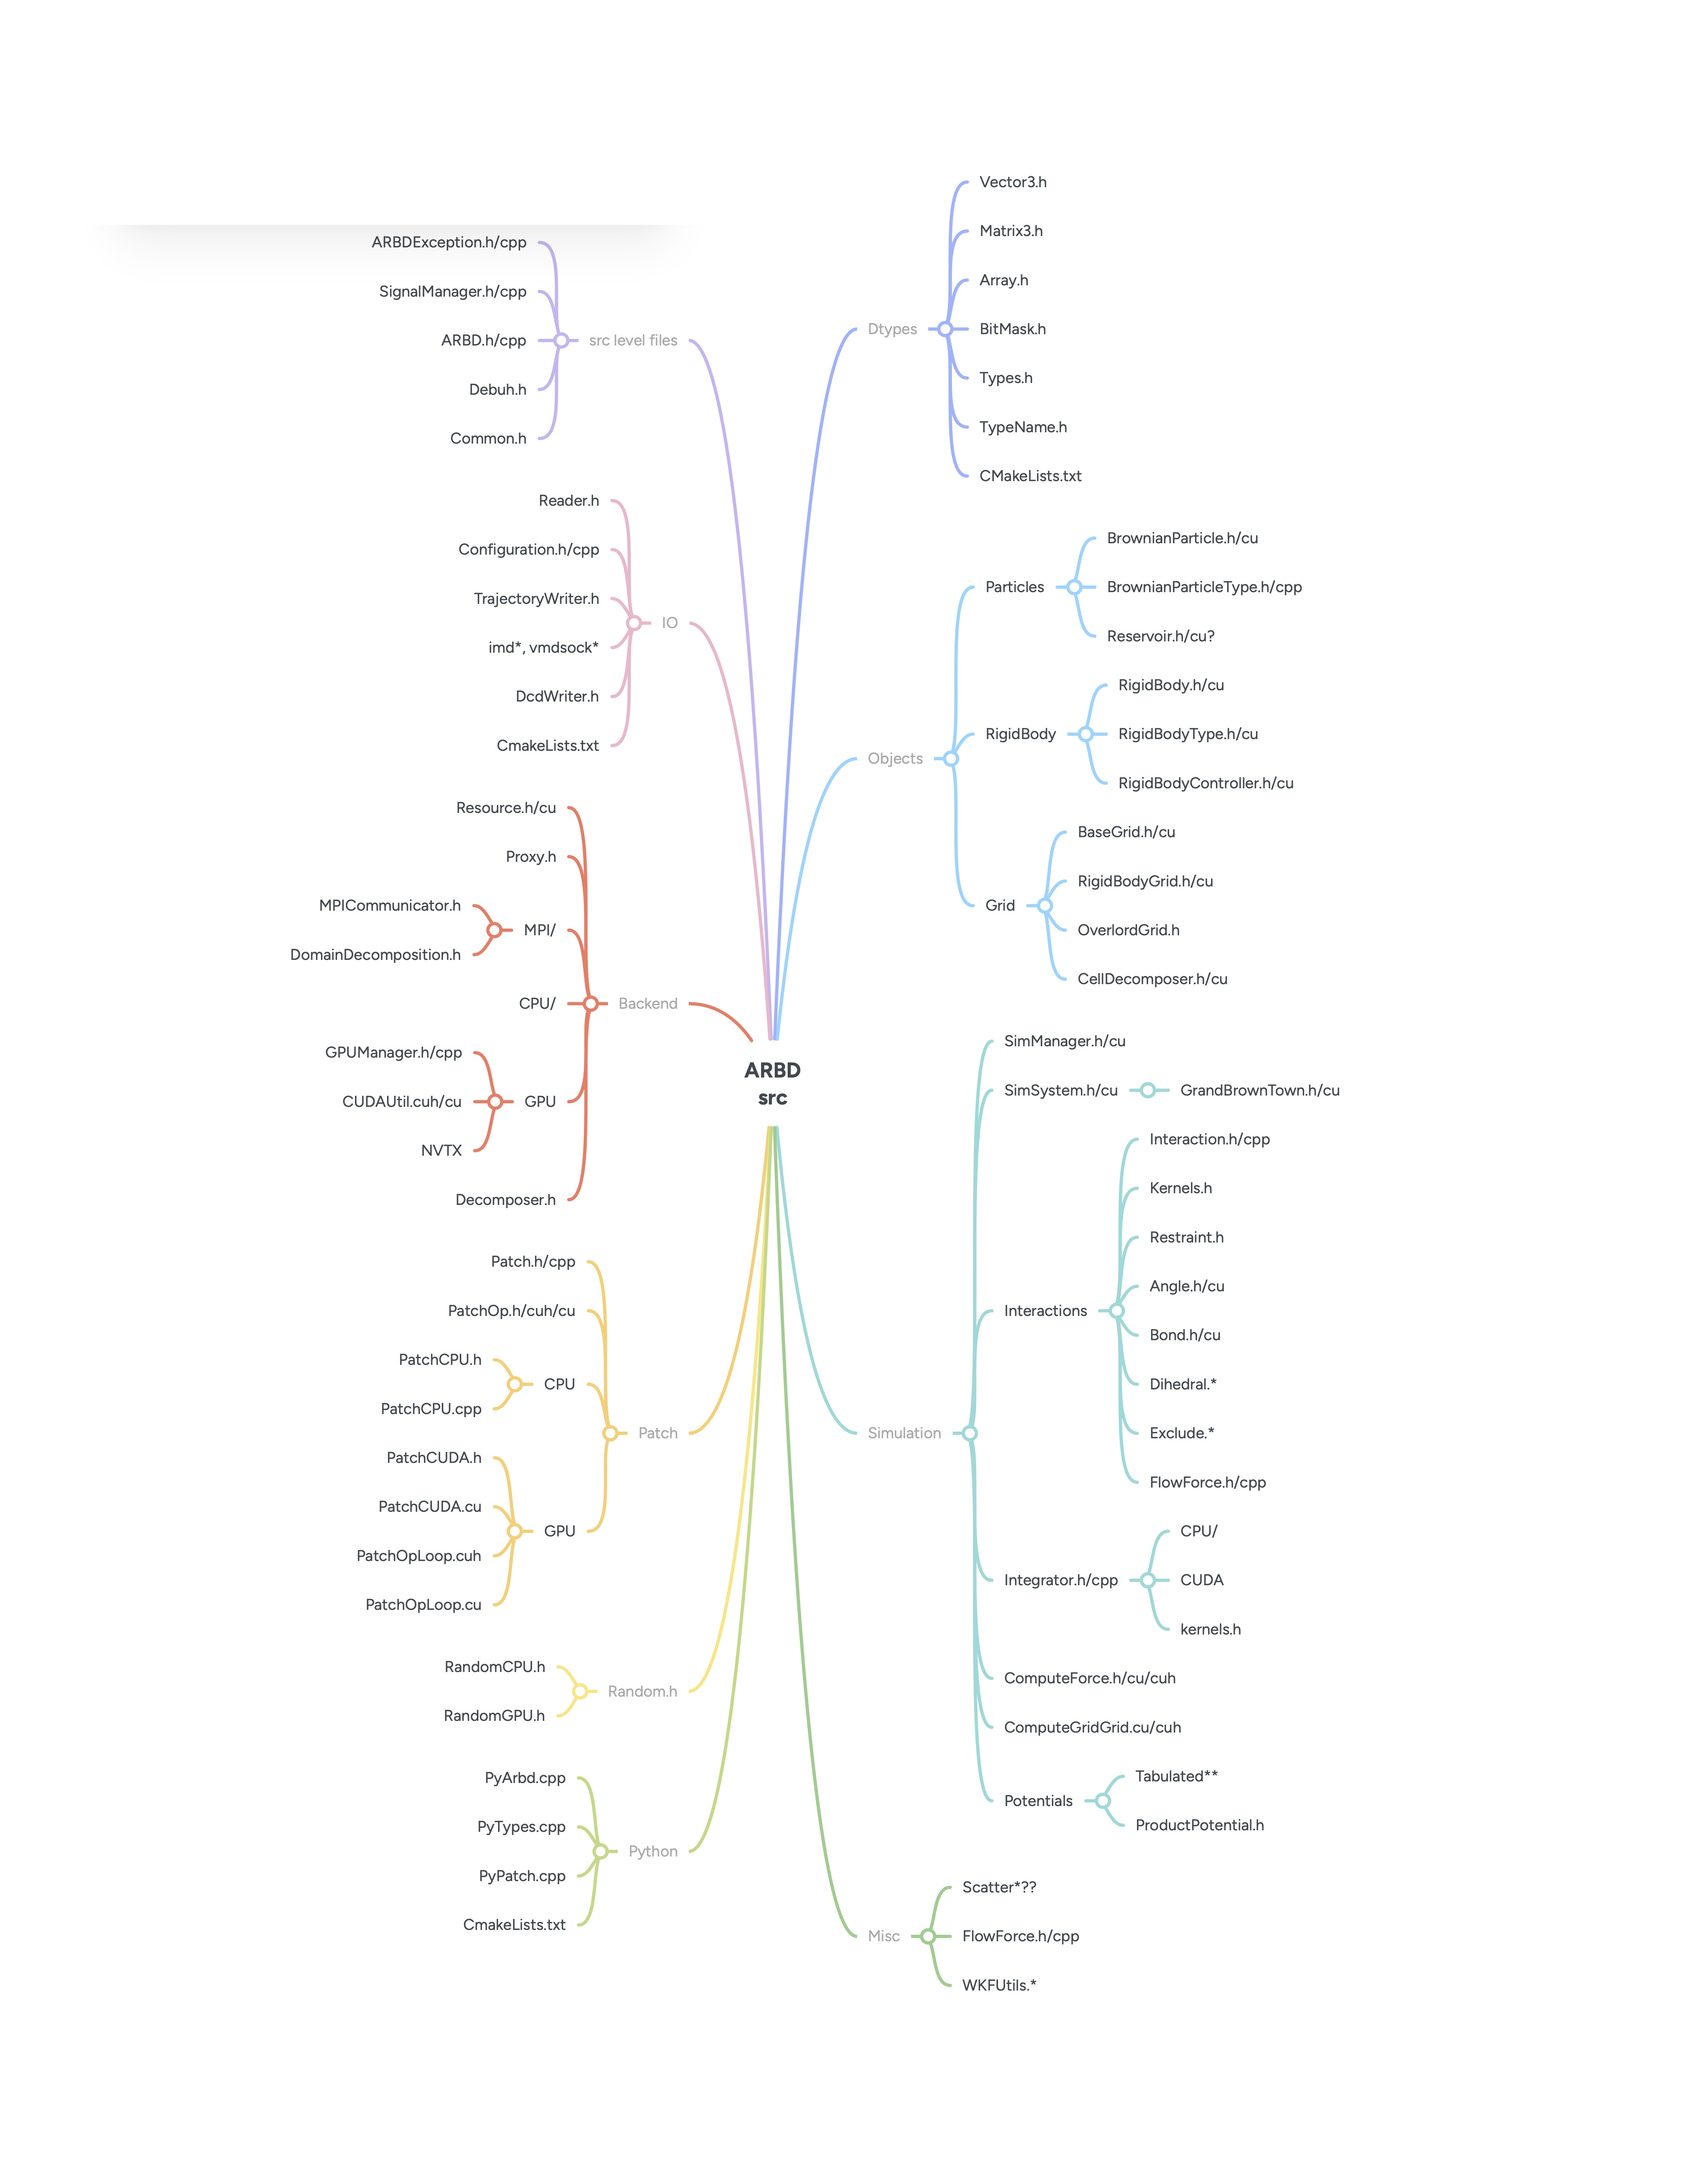 ARBD
src
src level files
ARBDException.h/cpp
SignalManager.h/cpp
ARBD.h/cpp
Debuh.h
Common.h
IO
Reader.h
Configuration.h/cpp
TrajectoryWriter.h
imd*, vmdsock*
DcdWriter.h
CmakeLists.txt
Backend
Resource.h/cu
Proxy.h
MPI/
MPICommunicator.h
DomainDecomposition.h
CPU/
GPU
GPUManager.h/cpp
CUDAUtil.cuh/cu
NVTX
Decomposer.h
Patch
Patch.h/cpp
PatchOp.h/cuh/cu
CPU
PatchCPU.h
PatchCPU.cpp
GPU
PatchCUDA.h
PatchCUDA.cu
PatchOpLoop.cuh
PatchOpLoop.cu
Random.h
RandomCPU.h
RandomGPU.h
Python
PyArbd.cpp
PyTypes.cpp
PyPatch.cpp
CmakeLists.txt
Dtypes
Vector3.h
Matrix3.h
Array.h
BitMask.h
Types.h
TypeName.h
CMakeLists.txt
Objects
Particles
BrownianParticle.h/cu
BrownianParticleType.h/cpp
Reservoir.h/cu?
RigidBody
RigidBody.h/cu
RigidBodyType.h/cu
RigidBodyController.h/cu
Grid
BaseGrid.h/cu
RigidBodyGrid.h/cu
OverlordGrid.h
CellDecomposer.h/cu
Simulation
SimManager.h/cu
SimSystem.h/cu
GrandBrownTown.h/cu
Interactions
Interaction.h/cpp
Kernels.h
Restraint.h
Angle.h/cu
Bond.h/cu
Dihedral.*
Exclude.*
FlowForce.h/cpp
Integrator.h/cpp
CPU/
CUDA
kernels.h
ComputeForce.h/cu/cuh
ComputeGridGrid.cu/cuh
Potentials
Tabulated**
ProductPotential.h
Misc
Scatter*??
FlowForce.h/cpp
WKFUtils.*